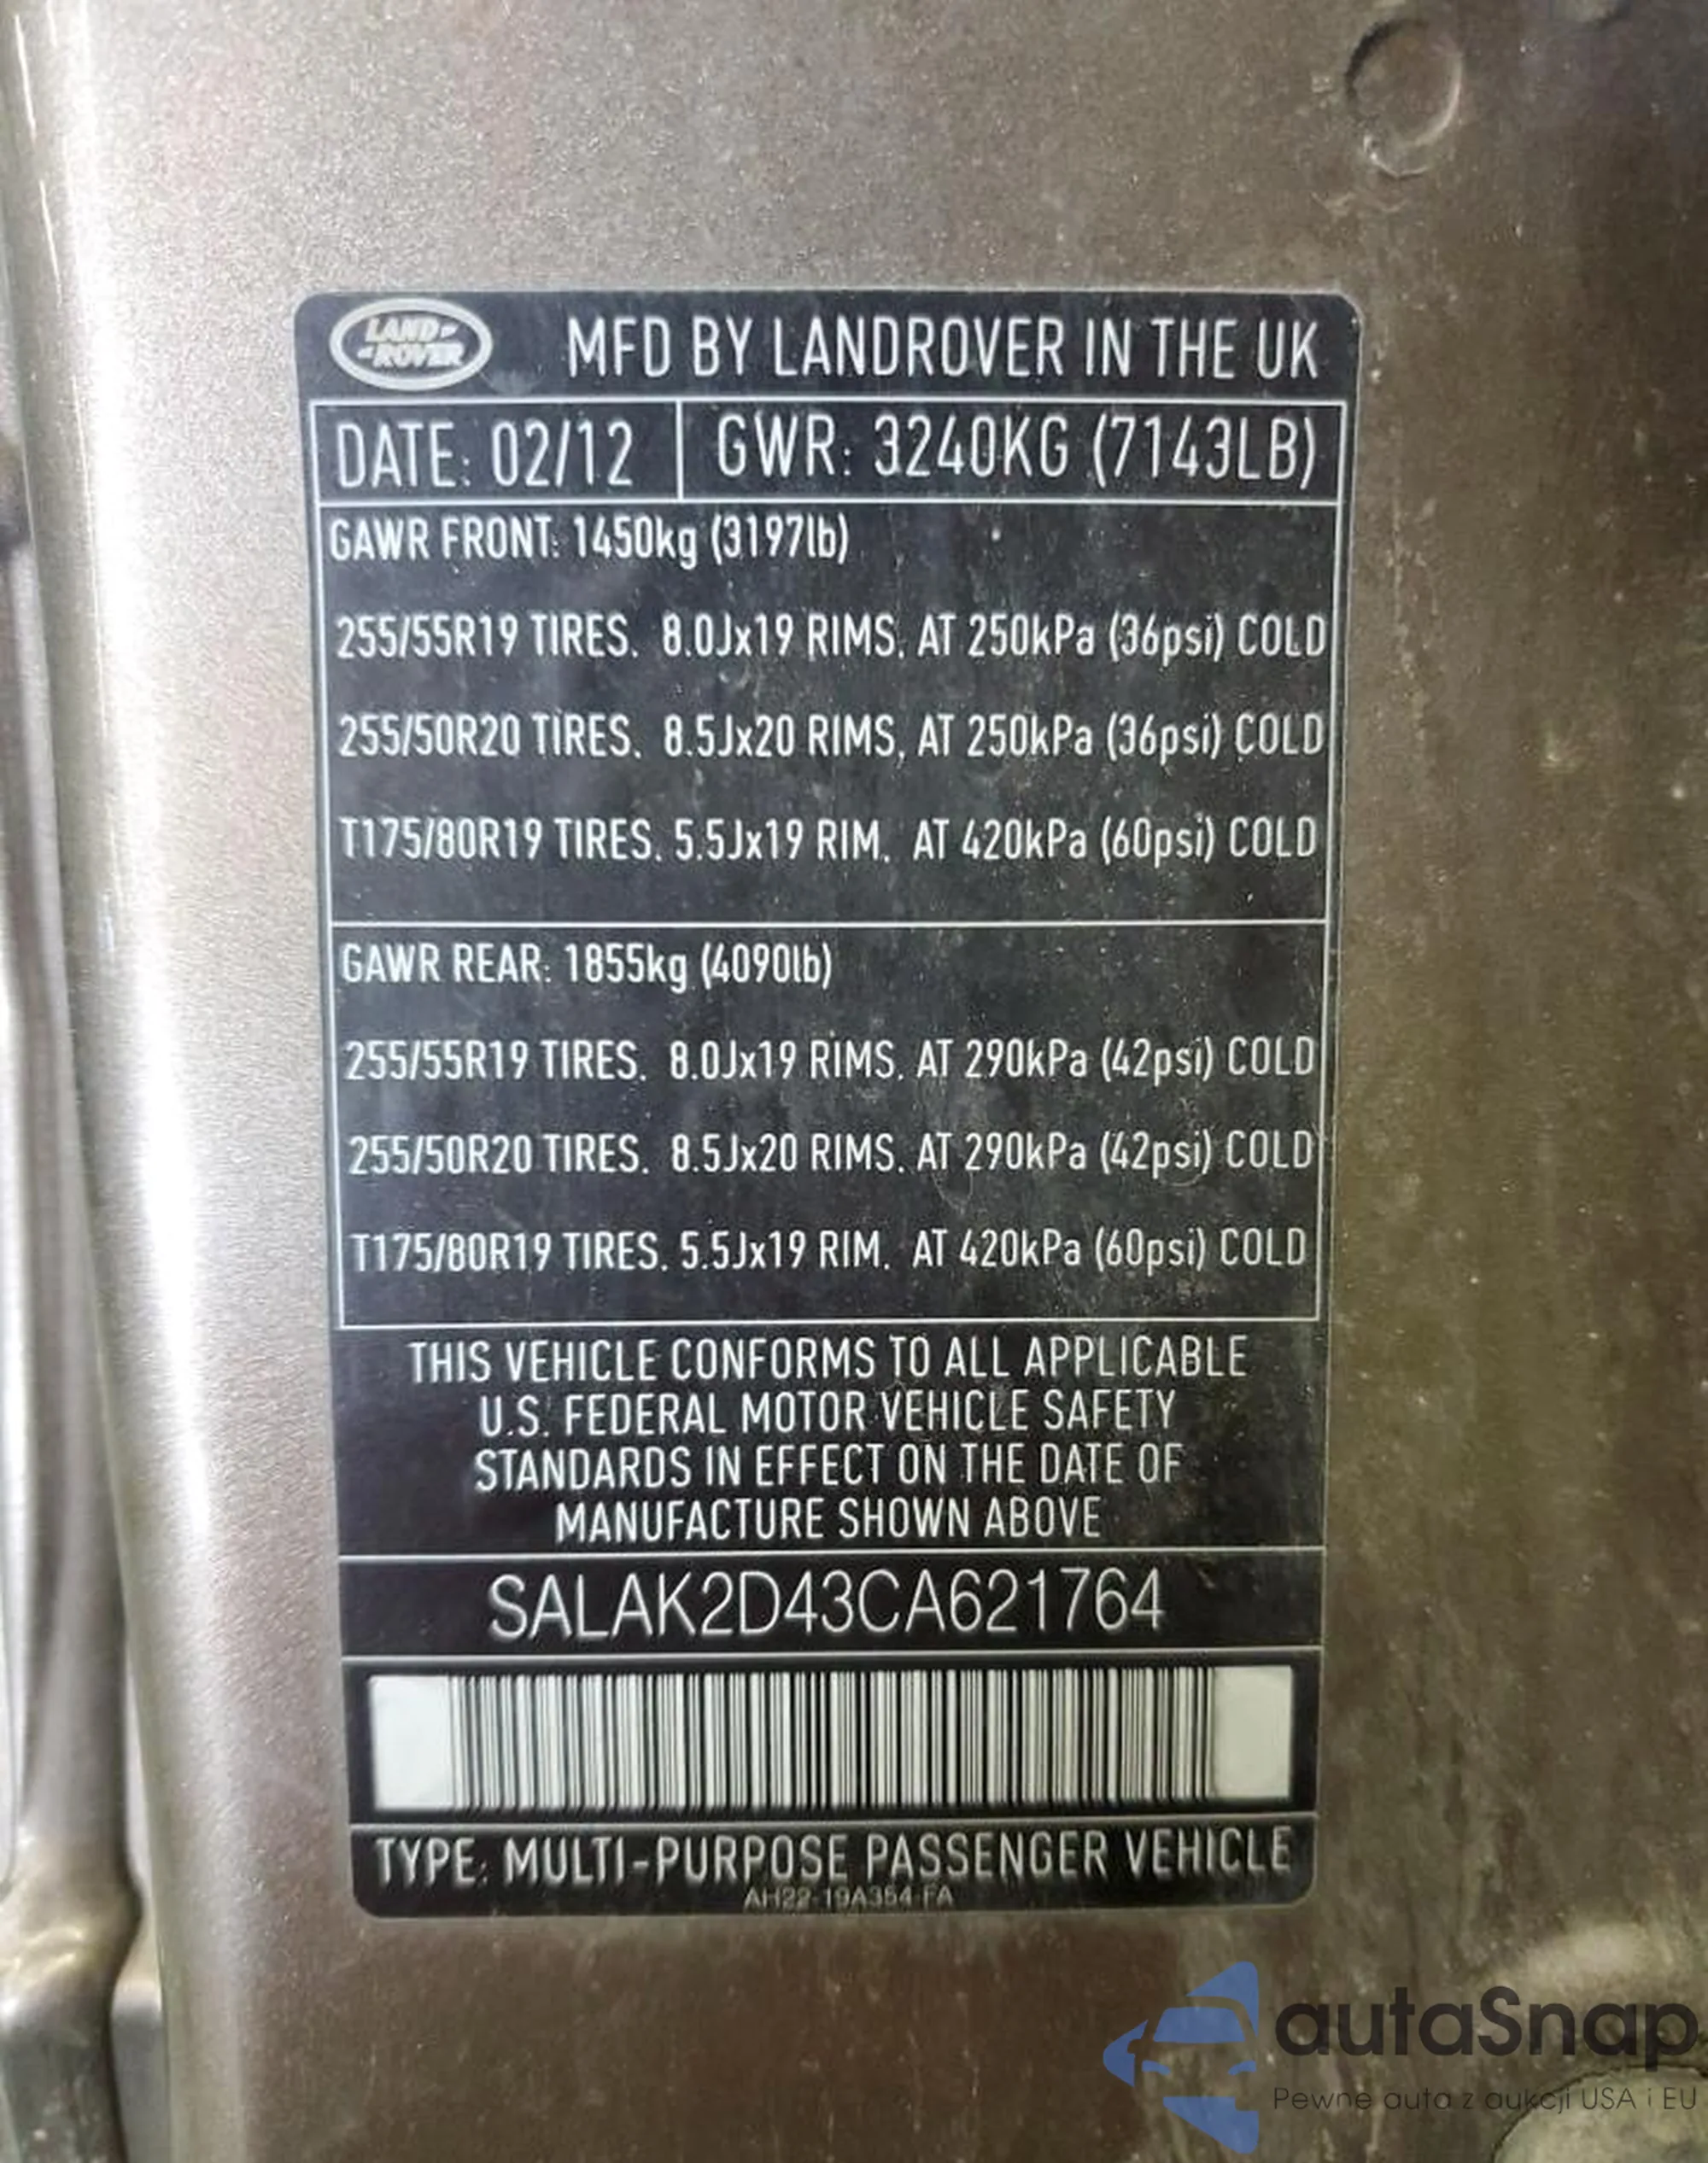 LAND ROVER
MFD BY LANDROVER IN THE UK
DATE: 02/12 GWR: 3240KG (7143LB)
GAWR FRONT: 1450kg (3197lb)
255/55R19 TIRES. 8.0Jx19 RIMS. AT 250kPa (36psi) COLD
255/50R20 TIRES. 8.5Jx20 RIMS, AT 250kPa (36psi) COLD
T175/80R19 TIRES. 5.5Jx19 RIM. AT 420kPa (60psi) COLD
GAWR REAR: 1855kg (4090lb)
255/55R19 TIRES. 8.0Jx19 RIMS. AT 290kPa (42psi) COLD
255/50R20 TIRES. 8.5Jx20 RIMS. AT 290kPa (42psi) COLD
T175/80R19 TIRES. 5.5Jx19 RIM. AT 420kPa (60psi) COLD
THIS VEHICLE CONFORMS TO ALL APPLICABLE
U.S. FEDERAL MOTOR VEHICLE SAFETY
STANDARDS IN EFFECT ON THE DATE OF
MANUFACTURE SHOWN ABOVE
SALAK2D43CA621764
TYPE: MULTI-PURPOSE PASSENGER VEHICLE
AH22-19A354-FA
autaSnap
Pewne auta z aukcji USA i EU